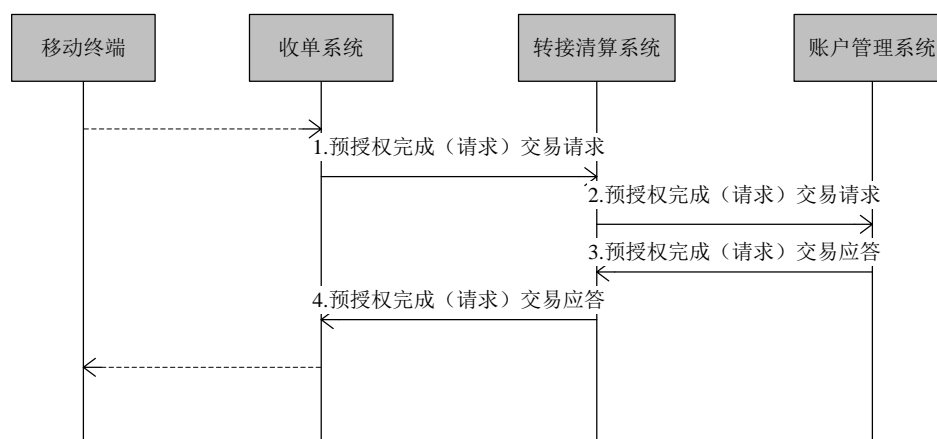 移动终端
收单系统
转接清算系统
账户管理系统
1.预授权完成（请求）交易请求
2.预授权完成（请求）交易请求
3.预授权完成（请求）交易应答
4.预授权完成（请求）交易应答